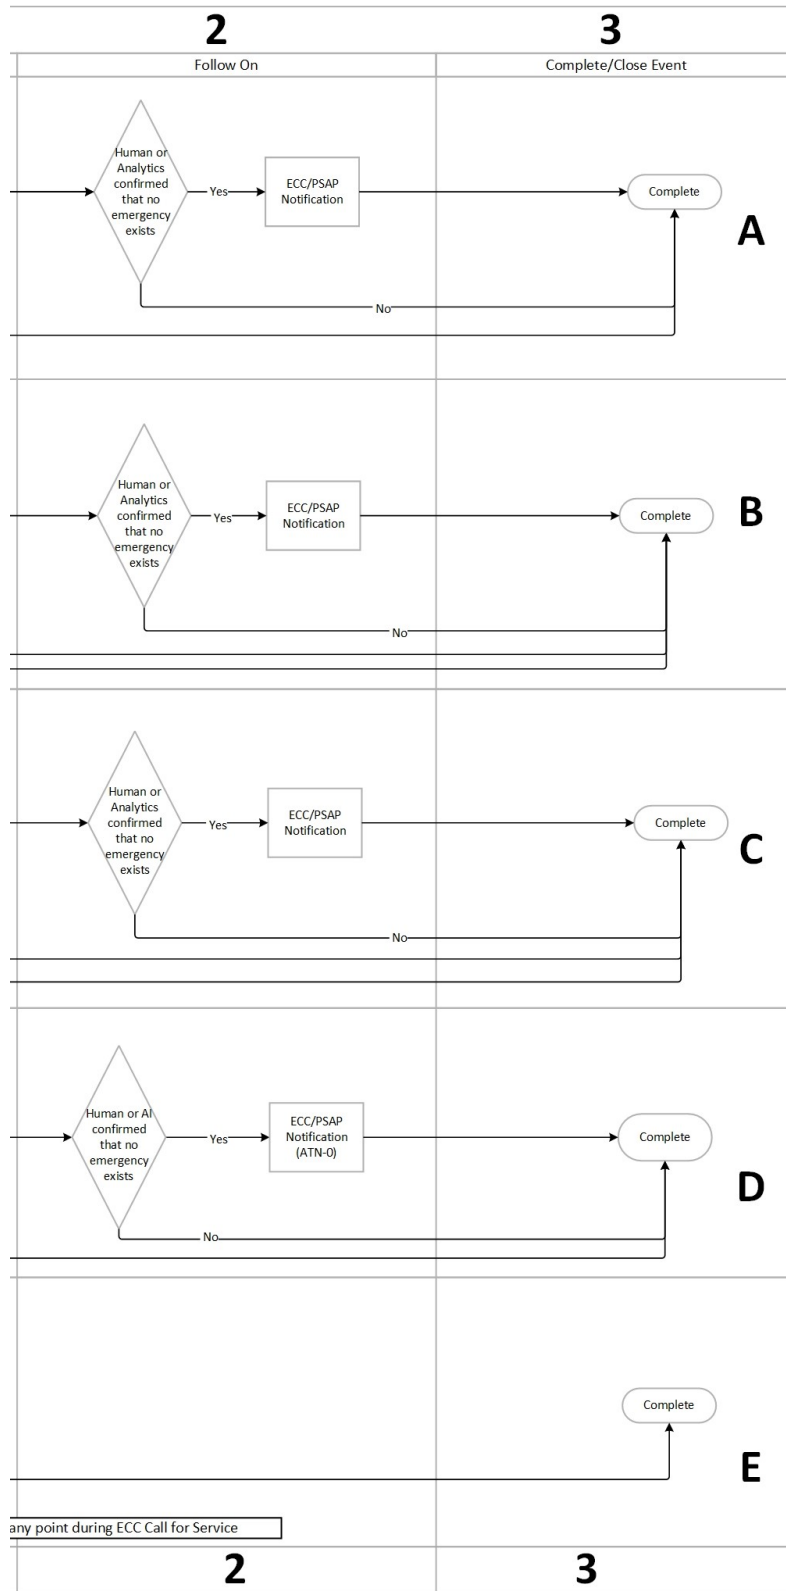 2
3
Follow On
Complete/Close Event
Human or
Analytics
confirmed
that no
emergency
exists
Yes
ECC/PSAP
Notification
Complete
A
No
Human or
Analytics
confirmed
that no
emergency
exists
Yes
ECC/PSAP
Notification
Complete
B
No
Human or
Analytics
confirmed
that no
emergency
exists
Yes
ECC/PSAP
Notification
Complete
C
No
Human or AI
confirmed
that no
emergency
exists
Yes
ECC/PSAP
Notification
(ATN-0)
Complete
D
No
Complete
E
any point during ECC Call for Service
2
3